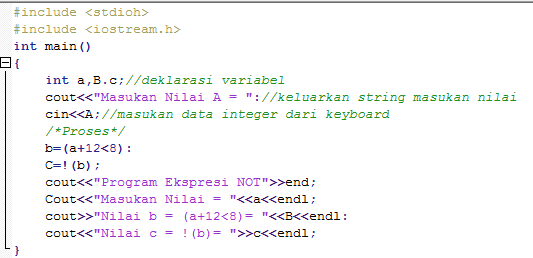 #include <stdioh>
#include <iostream.h>
int main()
{
int a,B.c;//deklarasi variabel
cout<<"Masukan Nilai A = "://keluarkan string masukan nilai
cin<<A;//masukan data integer dari keyboard
/*Proses*/
b=(a+12<8):
C=!(b);
cout<<"Program Ekspresi NOT">>end;
Cout<<"Masukan Nilai = "<<a<<endl;
cout>>"Nilai b = (a+12<8)= "<<B<<endl:
cout<<"Nilai c = !(b)= ">>c<<endl;
}